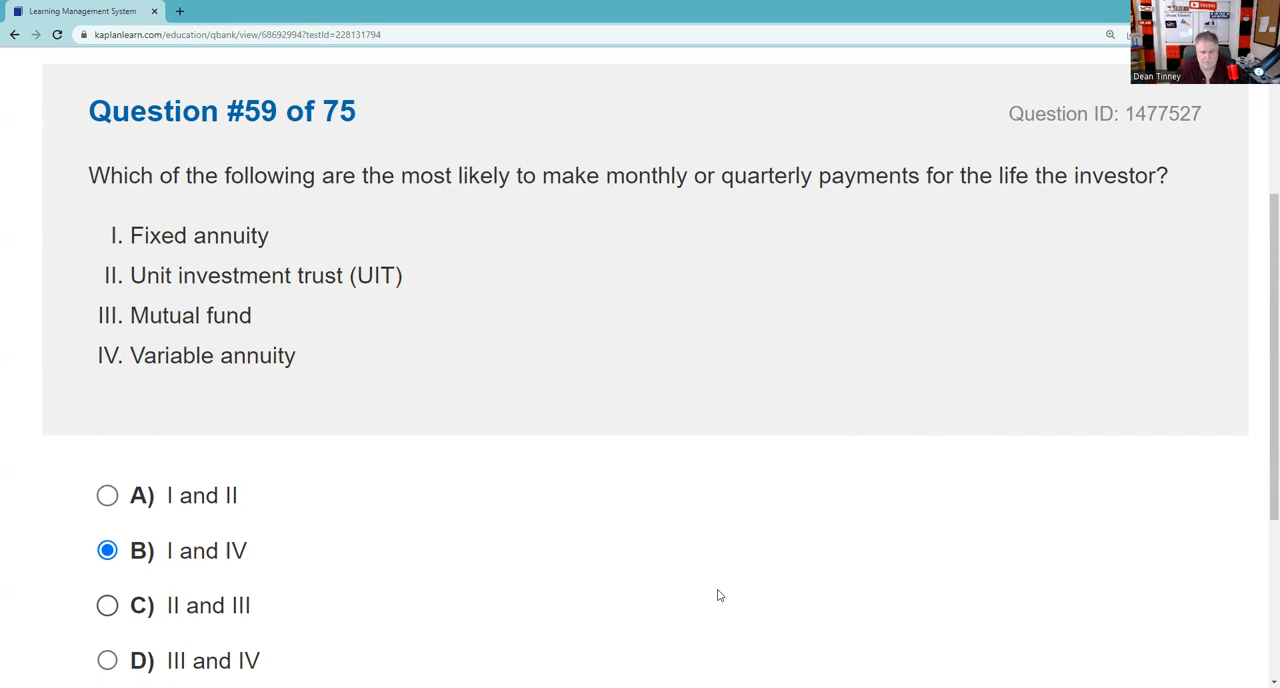 Learning Management System
kaplanlearn.com/education/qbank/view/68692994?testId=228131794
Dean Tinney
Question #59 of 75
Question ID: 1477527
Which of the following are the most likely to make monthly or quarterly payments for the life the investor?
I. Fixed annuity
II. Unit investment trust (UIT)
III. Mutual fund
IV. Variable annuity
A) I and II
B) I and IV
C) II and III
D) III and IV